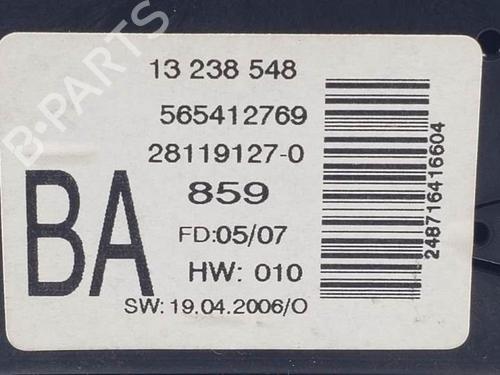 B-PARTS
13 238 548
565412769
28119127-0
BA
859
FD:05/07
HW: 010
SW: 19.04.2006/O
248716416604